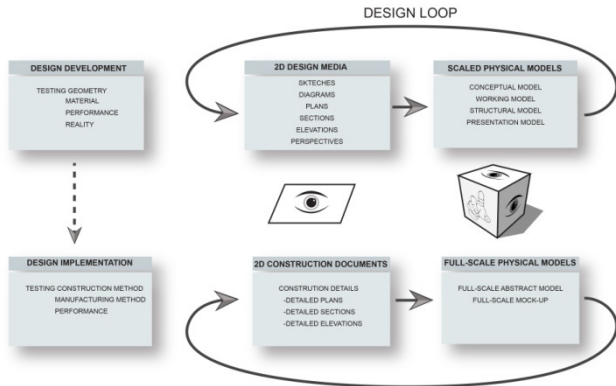 DESIGN LOOP
DESIGN DEVELOPMENT
TESTING GEOMETRY
MATERIAL
PERFORMANCE
REALITY
2D DESIGN MEDIA
SKTECHES
DIAGRAMS
PLANS
SECTIONS
ELEVATIONS
PERSPECTIVES
SCALED PHYSICAL MODELS
CONCEPTUAL MODEL
WORKING MODEL
STRUCTURAL MODEL
PRESENTATION MODEL
DESIGN IMPLEMENTATION
TESTING CONSTRUCTION METHOD
MANUFACTURING METHOD
PERFORMANCE
2D CONSTRUCTION DOCUMENTS
CONSTRUTION DETAILS
-DETAILED PLANS
-DETAILED SECTIONS
-DETAILED ELEVATIONS
FULL-SCALE PHYSICAL MODELS
FULL-SCALE ABSTRACT MODEL
FULL-SCALE MOCK-UP